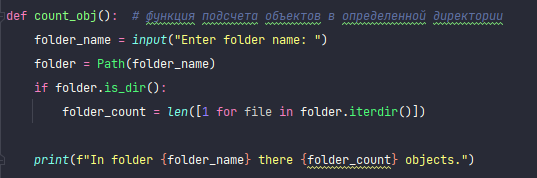 def count_obj():  # функция подсчета объектов в определенной директории
    folder_name = input("Enter folder name: ")
    folder = Path(folder_name)
    if folder.is_dir():
        folder_count = len([1 for file in folder.iterdir()])
    print(f"In folder {folder_name} there {folder_count} objects.")